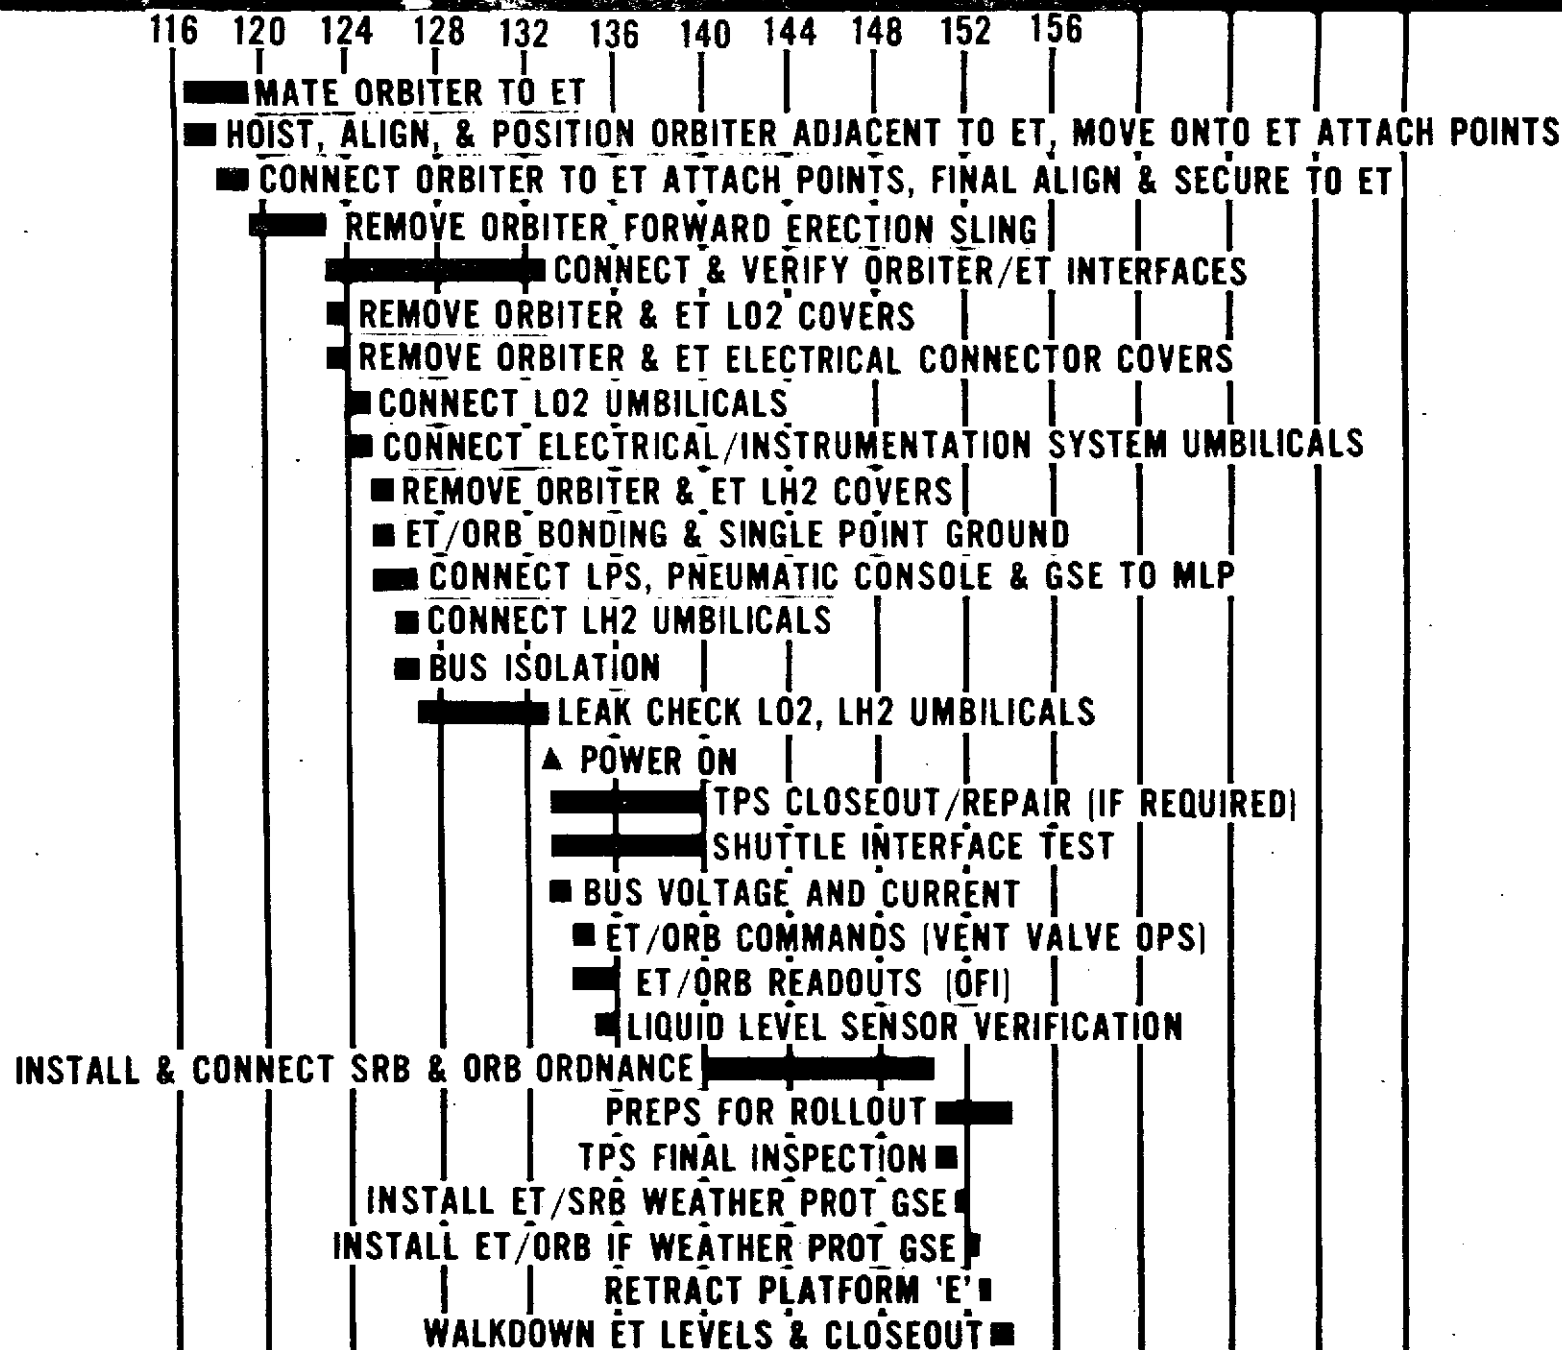 116 120 124 128 132 136 140 144 148 152 156
MATE ORBITER TO ET
HOIST, ALIGN, & POSITION ORBITER ADJACENT TO ET, MOVE ONTO ET ATTACH POINTS
CONNECT ORBITER TO ET ATTACH POINTS, FINAL ALIGN & SECURE TO ET
REMOVE ORBITER FORWARD ERECTION SLING
CONNECT & VERIFY ORBITER/ET INTERFACES
REMOVE ORBITER & ET LO2 COVERS
REMOVE ORBITER & ET ELECTRICAL CONNECTOR COVERS
CONNECT LO2 UMBILICALS
CONNECT ELECTRICAL/INSTRUMENTATION SYSTEM UMBILICALS
REMOVE ORBITER & ET LH2 COVERS
ET/ORB BONDING & SINGLE POINT GROUND
CONNECT LPS, PNEUMATIC CONSOLE & GSE TO MLP
CONNECT LH2 UMBILICALS
BUS ISOLATION
LEAK CHECK LO2, LH2 UMBILICALS
POWER ON
TPS CLOSEOUT/REPAIR (IF REQUIRED)
SHUTTLE INTERFACE TEST
BUS VOLTAGE AND CURRENT
ET/ORB COMMANDS (VENT VALVE OPS)
ET/ORB READOUTS (OFI)
LIQUID LEVEL SENSOR VERIFICATION
INSTALL & CONNECT SRB & ORB ORDNANCE
PREPS FOR ROLLOUT
TPS FINAL INSPECTION
INSTALL ET/SRB WEATHER PROT GSE
INSTALL ET/ORB IF WEATHER PROT GSE
RETRACT PLATFORM 'E'
WALKDOWN ET LEVELS & CLOSEOUT